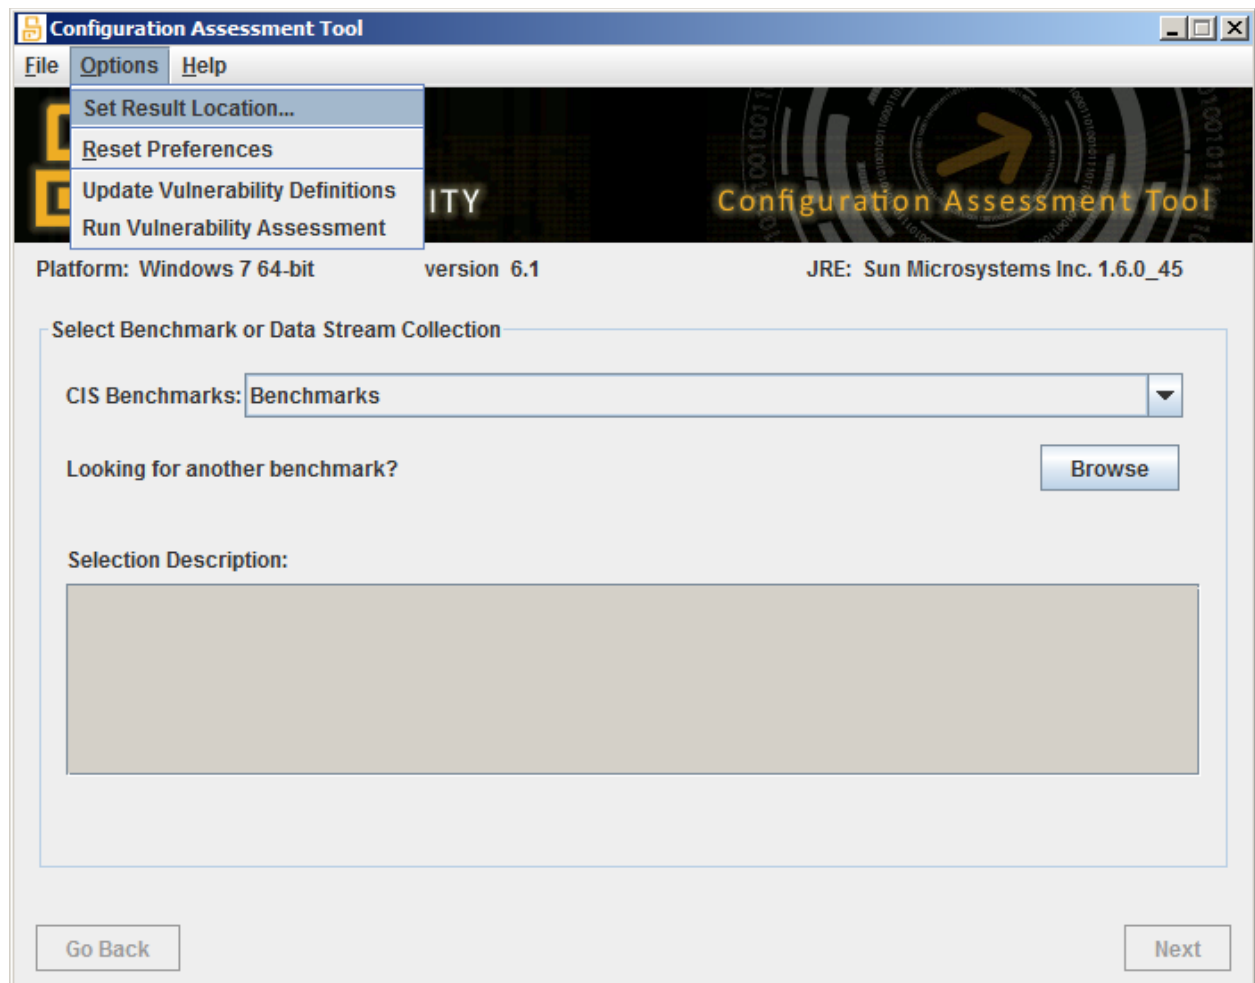 Configuration Assessment Tool
File Options Help
Set Result Location...
Reset Preferences
Update Vulnerability Definitions
Run Vulnerability Assessment
ITY
Configuration Assessment Tool
Platform: Windows 7 64-bit version 6.1 JRE: Sun Microsystems Inc. 1.6.0_45
Select Benchmark or Data Stream Collection
CIS Benchmarks: Benchmarks
Looking for another benchmark? Browse
Selection Description:
Go Back Next